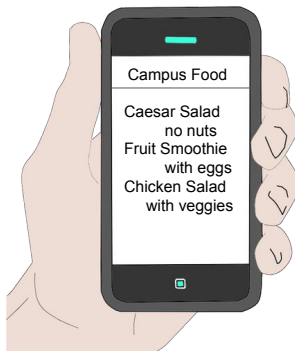 Campus Food
Caesar Salad
no nuts
Fruit Smoothie
with eggs
Chicken Salad
with veggies